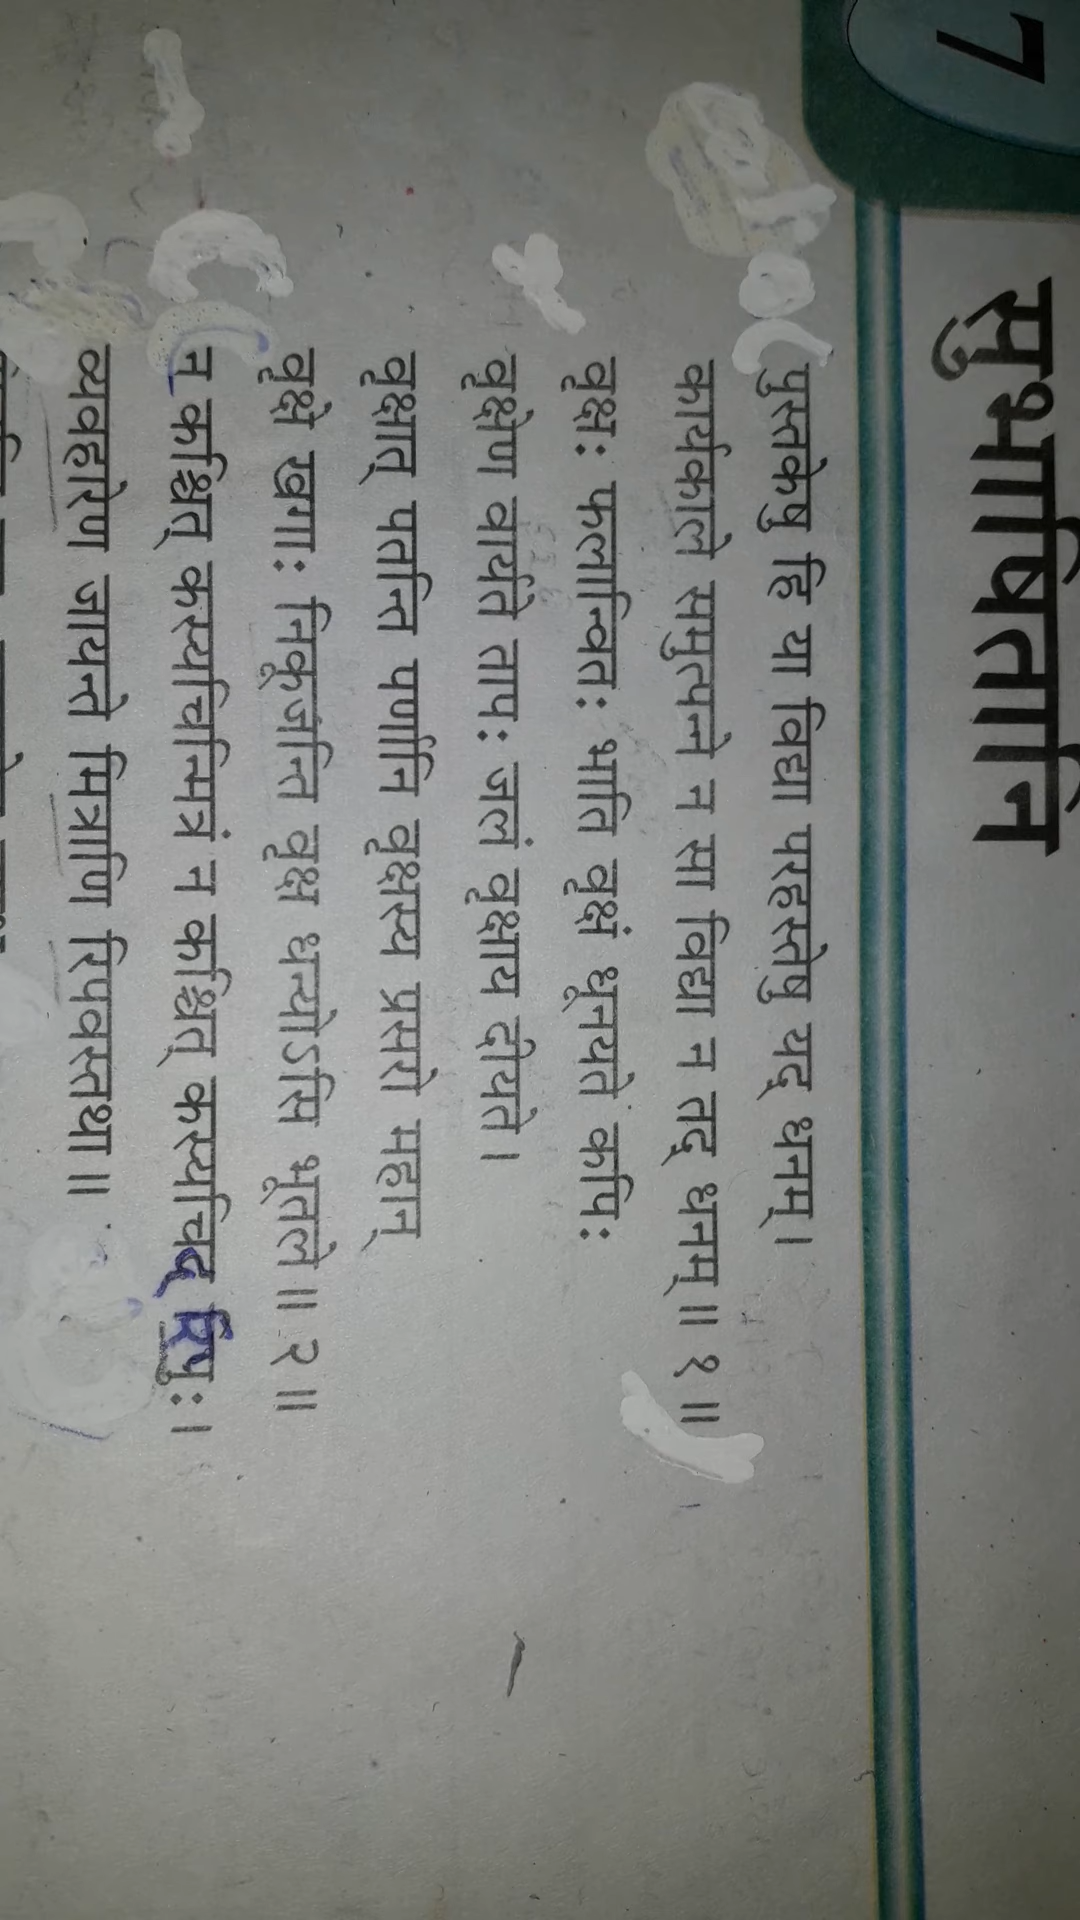 7
सुभाषितानि
पुस्तकेषु हि या विद्या परहस्तेषु यद् धनम्।
कार्यकाले समुत्पन्ने न सा विद्या न तद् धनम्॥ १॥
वृक्षः फलान्वितः भाति वृक्षं धूनयते कपिः
वृक्षेण वार्यते तापः जलं वृक्षाय दीयते।
वृक्षात् पतन्ति पर्णानि वृक्षस्य प्रसरो महान्
वृक्षे खगाः निकूजन्ति वृक्ष धन्योऽसि भूतले॥ २॥
न कश्चित् कस्यचिन्मित्रं न कश्चित् कस्यचिद् रिपुः।
व्यवहारेण जायन्ते मित्राणि रिपवस्तथा॥